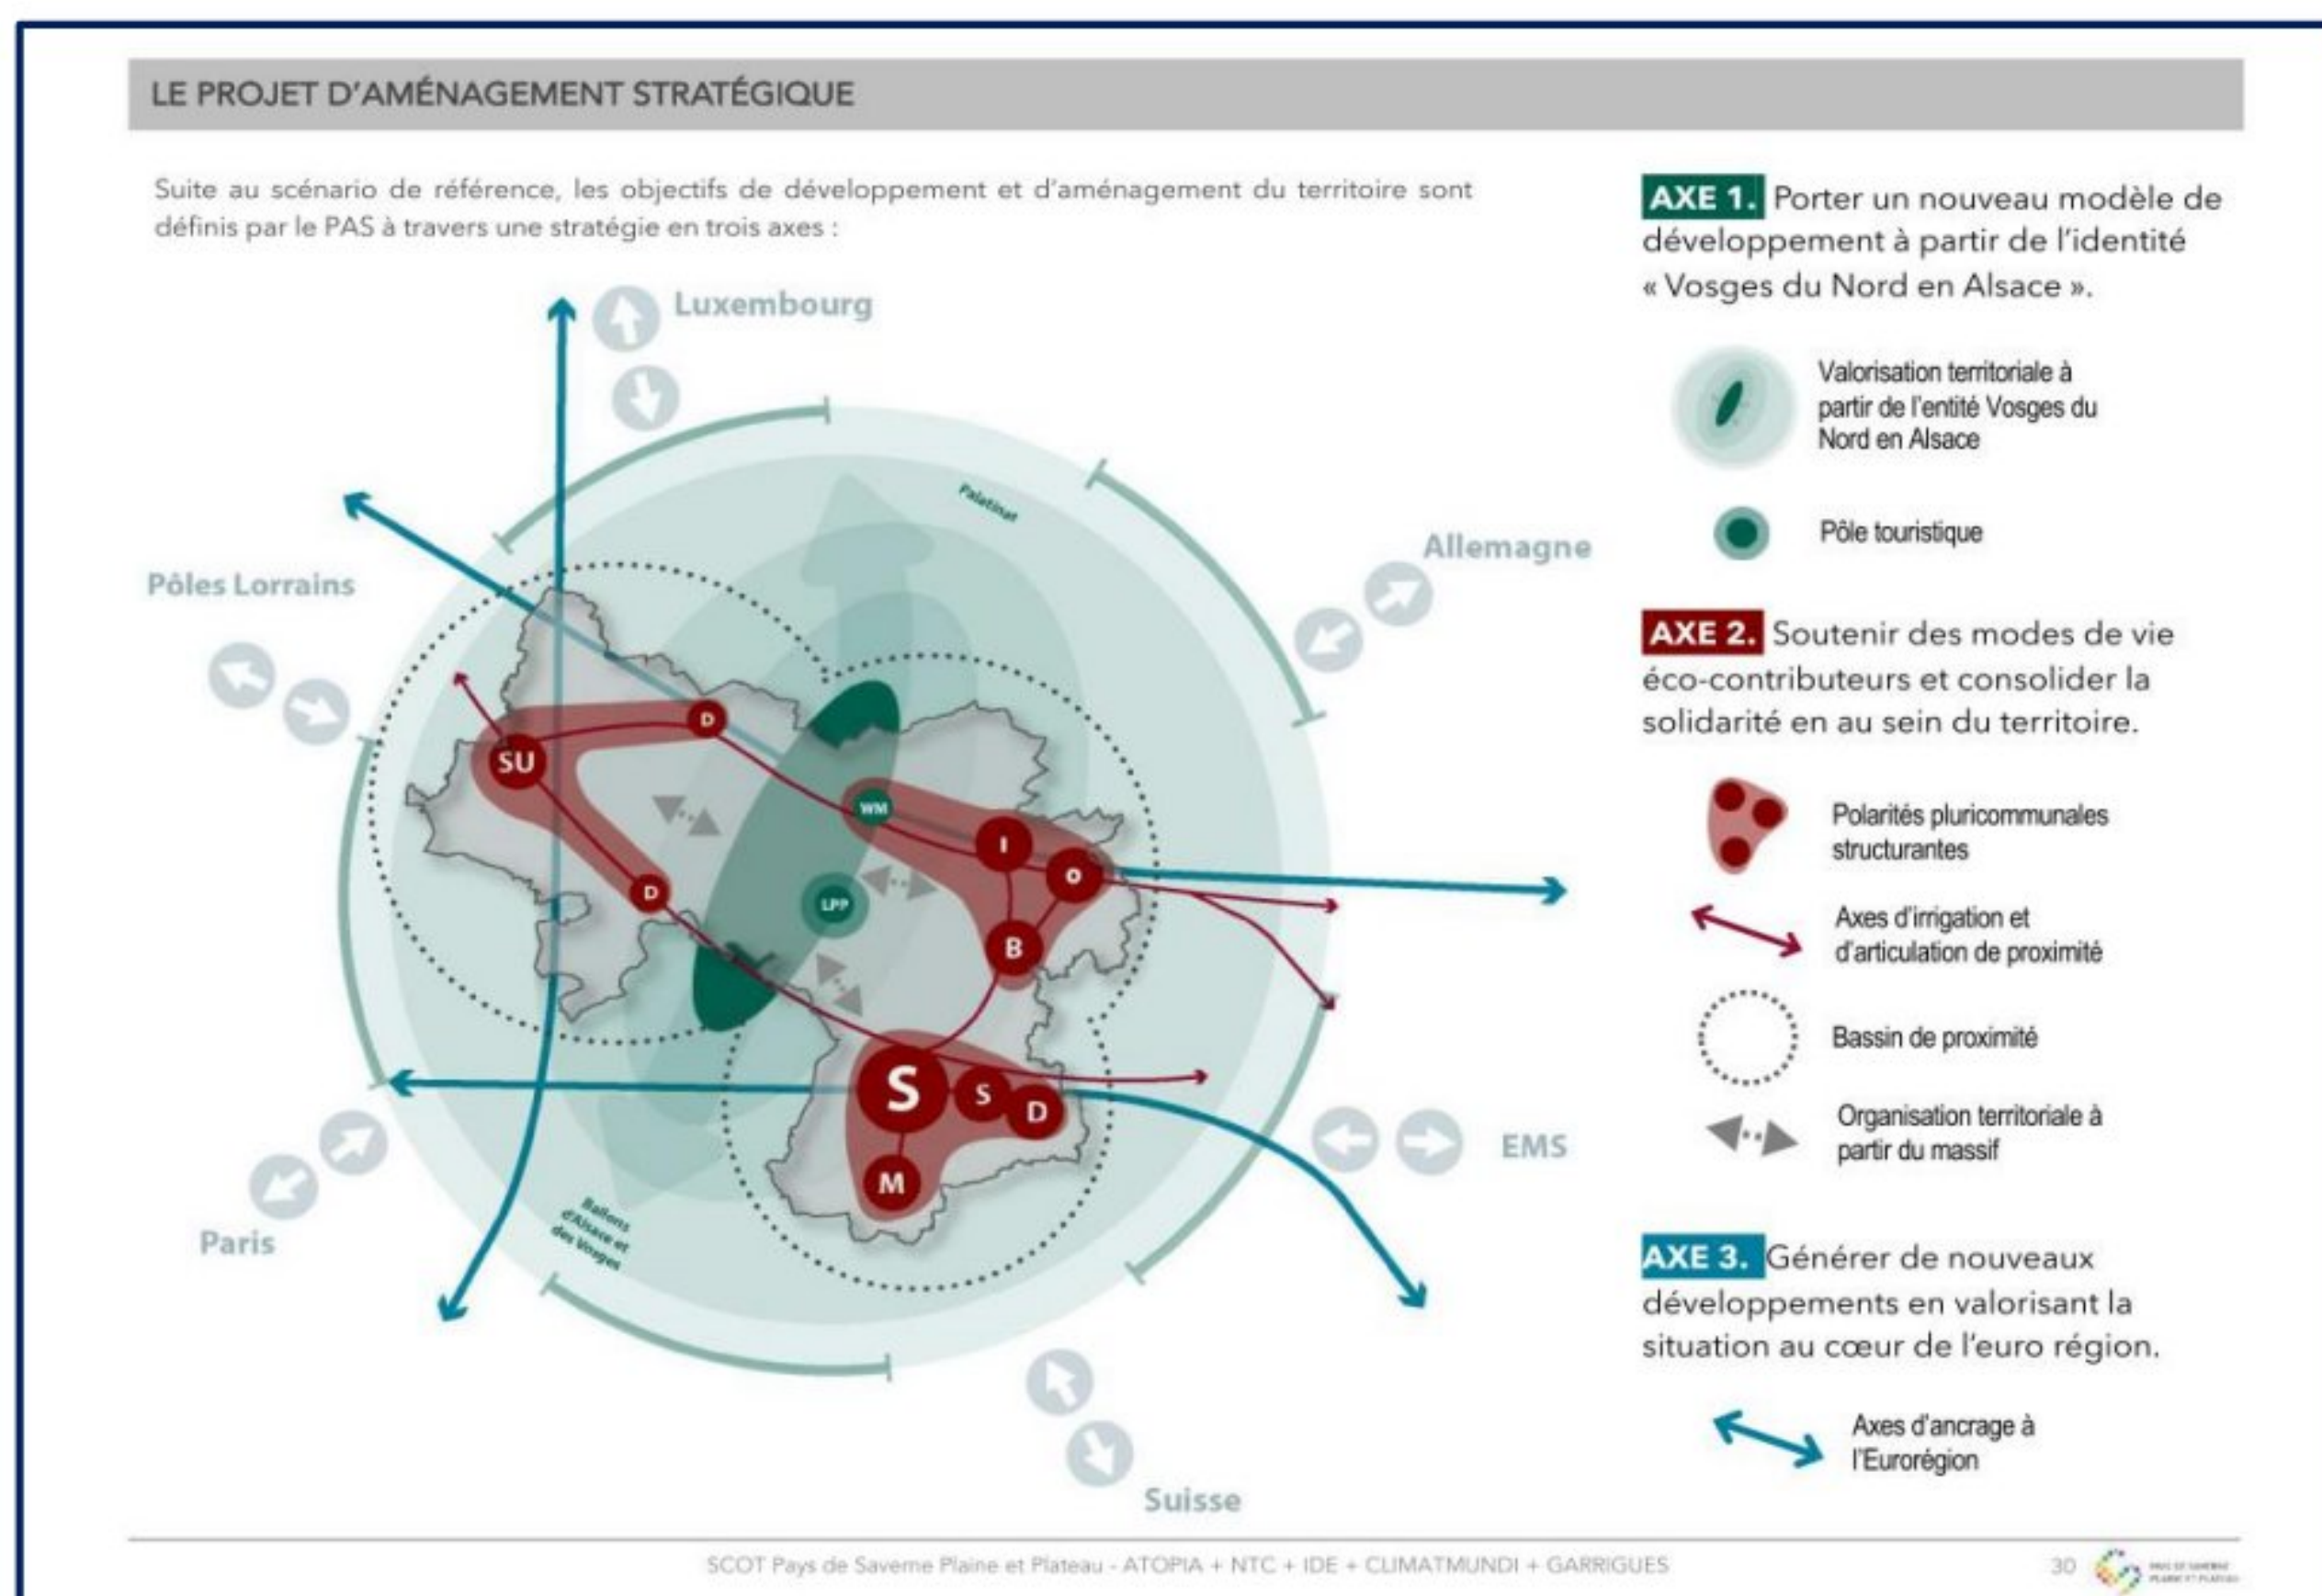 LE PROJET D'AMÉNAGEMENT STRATÉGIQUE
Suite au scénario de référence, les objectifs de développement et d'aménagement du territoire sont
définis par le PAS à travers une stratégie en trois axes :
Luxembourg
Palatinat
Allemagne
Pôles Lorrains
D
SU
WM
I
O
D
LPP
B
S
S
D
M
EMS
Paris
Ballons
d'Alsace et
des Vosges
Suisse
AXE 1. Porter un nouveau modèle de
développement à partir de l'identité
« Vosges du Nord en Alsace ».
Valorisation territoriale à
partir de l'entité Vosges du
Nord en Alsace
Pôle touristique
AXE 2. Soutenir des modes de vie
éco-contributeurs et consolider la
solidarité en au sein du territoire.
Polarités pluricommunales
structurantes
Axes d'irrigation et
d'articulation de proximité
Bassin de proximité
Organisation territoriale à
partir du massif
AXE 3. Générer de nouveaux
développements en valorisant la
situation au cœur de l'euro région.
Axes d'ancrage à
l'Eurorégion
SCOT Pays de Saverne Plaine et Plateau - ATOPIA + NTC + IDE + CLIMATMUNDI + GARRIGUES
30
PAYS DE SAVERNE
PLAINE ET PLATEAU